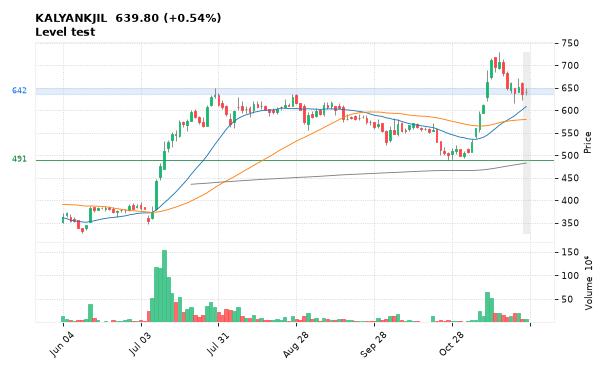 KALYANKJIL 639.80 (+0.54%)
Level test
750
700
650
642
600
550
500
491
450
400
350
Price
150
100
50
Volume 10⁶
Jun 04
Jul 03
Jul 31
Aug 28
Sep 28
Oct 28